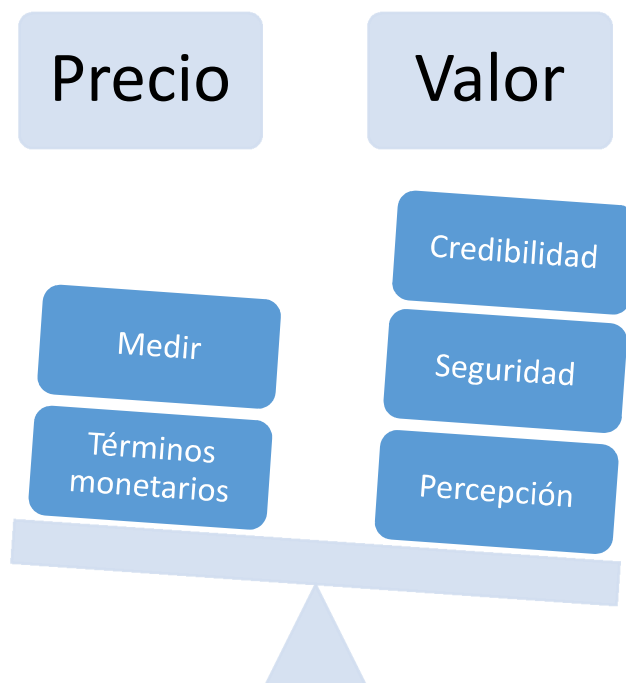 Precio
Valor
Credibilidad
Medir
Seguridad
Términos
monetarios
Percepción